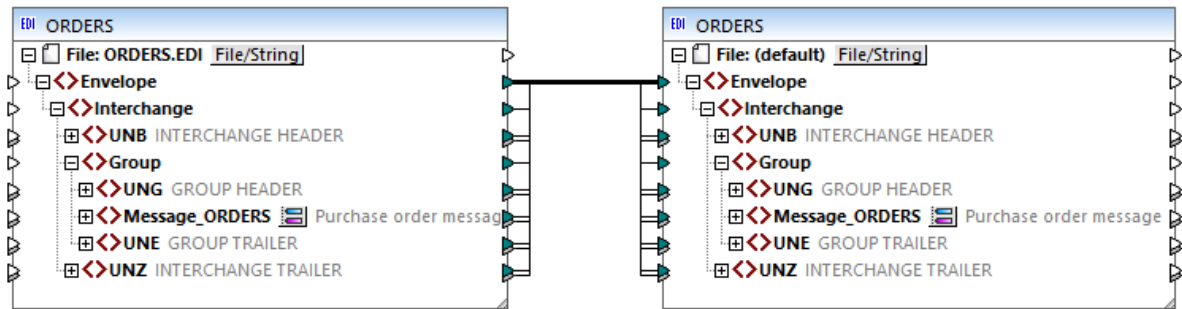 EDI ORDERS
File: ORDERS.EDI File/String
Envelope
Interchange
UNB INTERCHANGE HEADER
Group
UNG GROUP HEADER
Message_ORDERS Purchase order messag
UNE GROUP TRAILER
UNZ INTERCHANGE TRAILER
EDI ORDERS
File: (default) File/String
Envelope
Interchange
UNB INTERCHANGE HEADER
Group
UNG GROUP HEADER
Message_ORDERS Purchase order message
UNE GROUP TRAILER
UNZ INTERCHANGE TRAILER